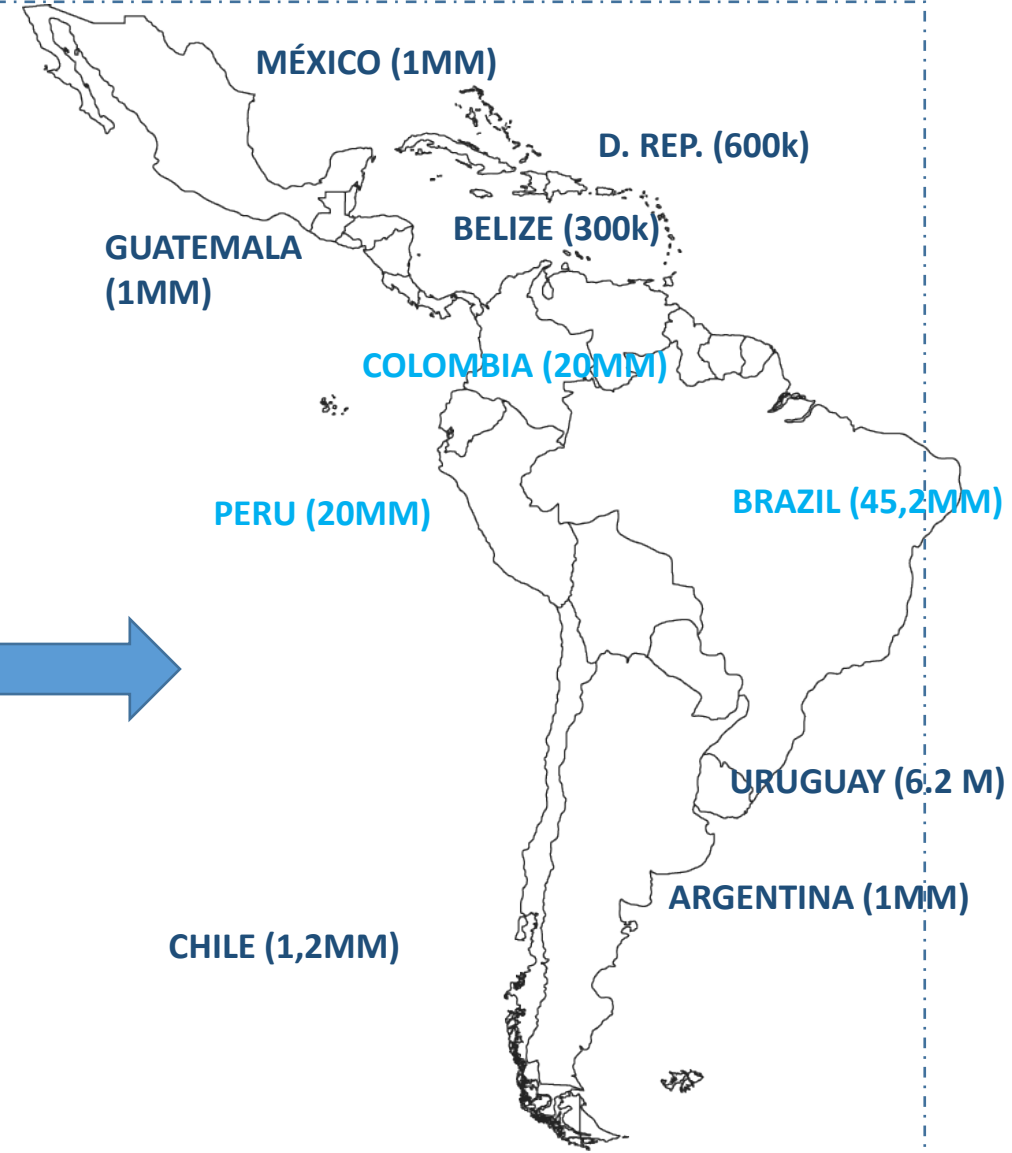 MÉXICO (1MM)
D. REP. (600k)
BELIZE (300k)
GUATEMALA
(1MM)
COLOMBIA (20MM)
PERU (20MM)
BRAZIL (45,2MM)
URUGUAY (6.2 M)
ARGENTINA (1MM)
CHILE (1,2MM)